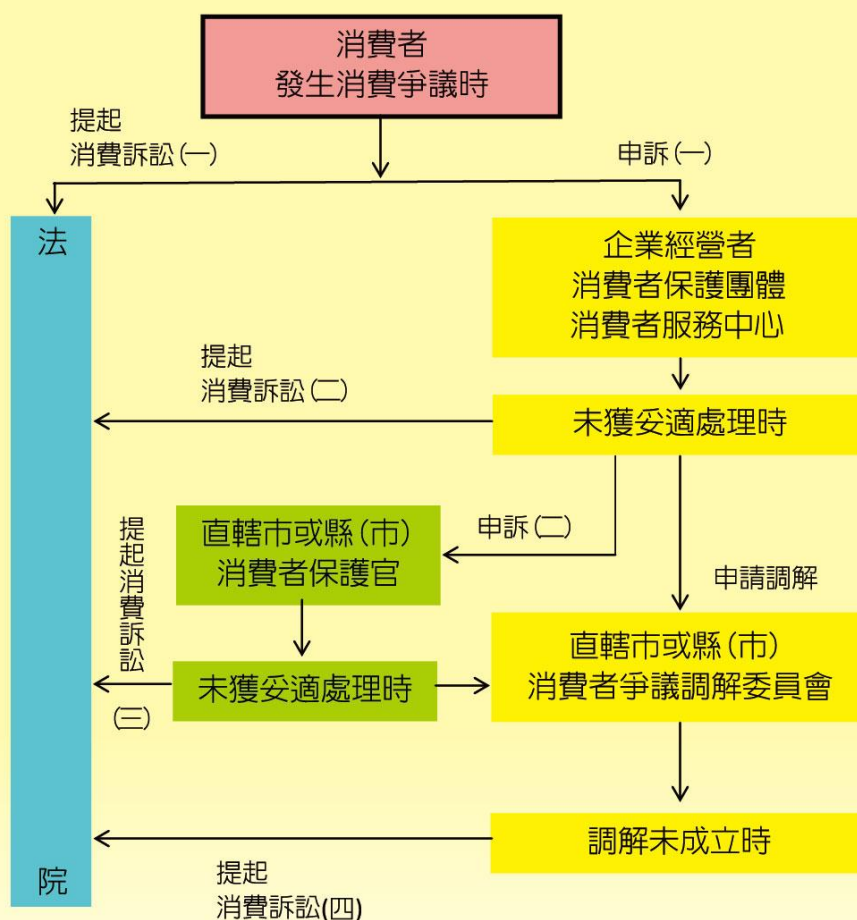 消費者
發生消費爭議時
提起
消費訴訟(一)
申訴(一)
法
院
企業經營者
消費者保護團體
消費者服務中心
提起
消費訴訟(二)
未獲妥適處理時
直轄市或縣(市)
消費者保護官
申訴(二)
申請調解
提起消費訴訟
(三)
未獲妥適處理時
直轄市或縣(市)
消費者爭議調解委員會
調解未成立時
提起
消費訴訟(四)